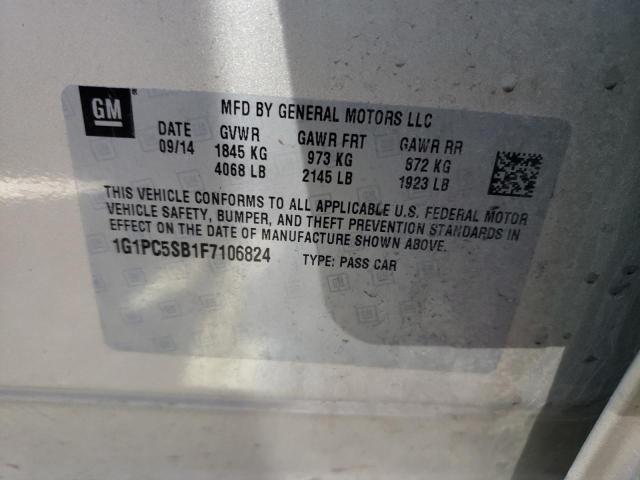 GM
MFD BY GENERAL MOTORS LLC
DATE GVWR GAWR FRT GAWR RR
09/14 1845 KG 973 KG 872 KG
4068 LB 2145 LB 1923 LB
THIS VEHICLE CONFORMS TO ALL APPLICABLE U.S. FEDERAL MOTOR
VEHICLE SAFETY, BUMPER, AND THEFT PREVENTION STANDARDS IN
EFFECT ON THE DATE OF MANUFACTURE SHOWN ABOVE.
1G1PC5SB1F7106824 TYPE: PASS CAR